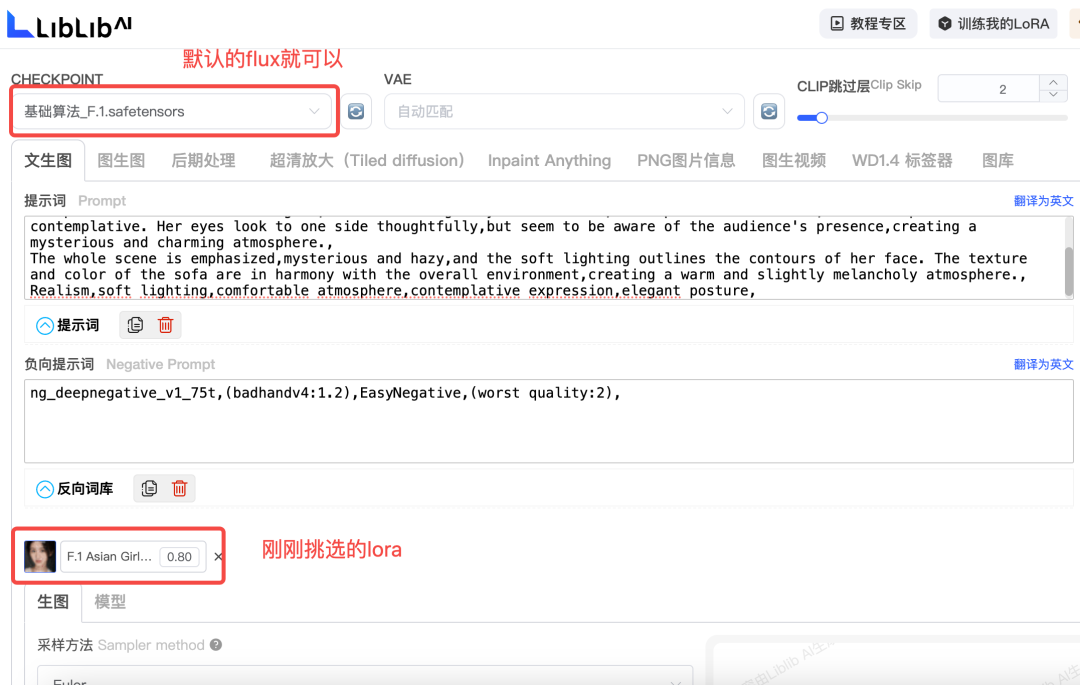 LibLibAI
教程专区
训练我的LoRA
默认的flux就可以
CHECKPOINT
VAE
CLIP跳过层Clip Skip
2
基础算法_F.1.safetensors
自动匹配
文生图 图生图 后期处理 超清放大（Tiled diffusion） Inpaint Anything PNG图片信息 图生视频 WD1.4 标签器 图库
提示词 Prompt
翻译为英文
contemplative. Her eyes look to one side thoughtfully,but seem to be aware of the audience's presence,creating a
mysterious and charming atmosphere.,
The whole scene is emphasized,mysterious and hazy,and the soft lighting outlines the contours of her face. The texture
and color of the sofa are in harmony with the overall environment,creating a warm and slightly melancholy atmosphere.,
Realism,soft lighting,comfortable atmosphere,contemplative expression,elegant posture,
提示词
负向提示词 Negative Prompt
翻译为英文
ng_deepnegative_v1_75t,(badhandv4:1.2),EasyNegative,(worst quality:2),
反向词库
F.1 Asian Girl... 0.80 ×
刚刚挑选的lora
生图 模型
采样方法 Sampler method
Euler